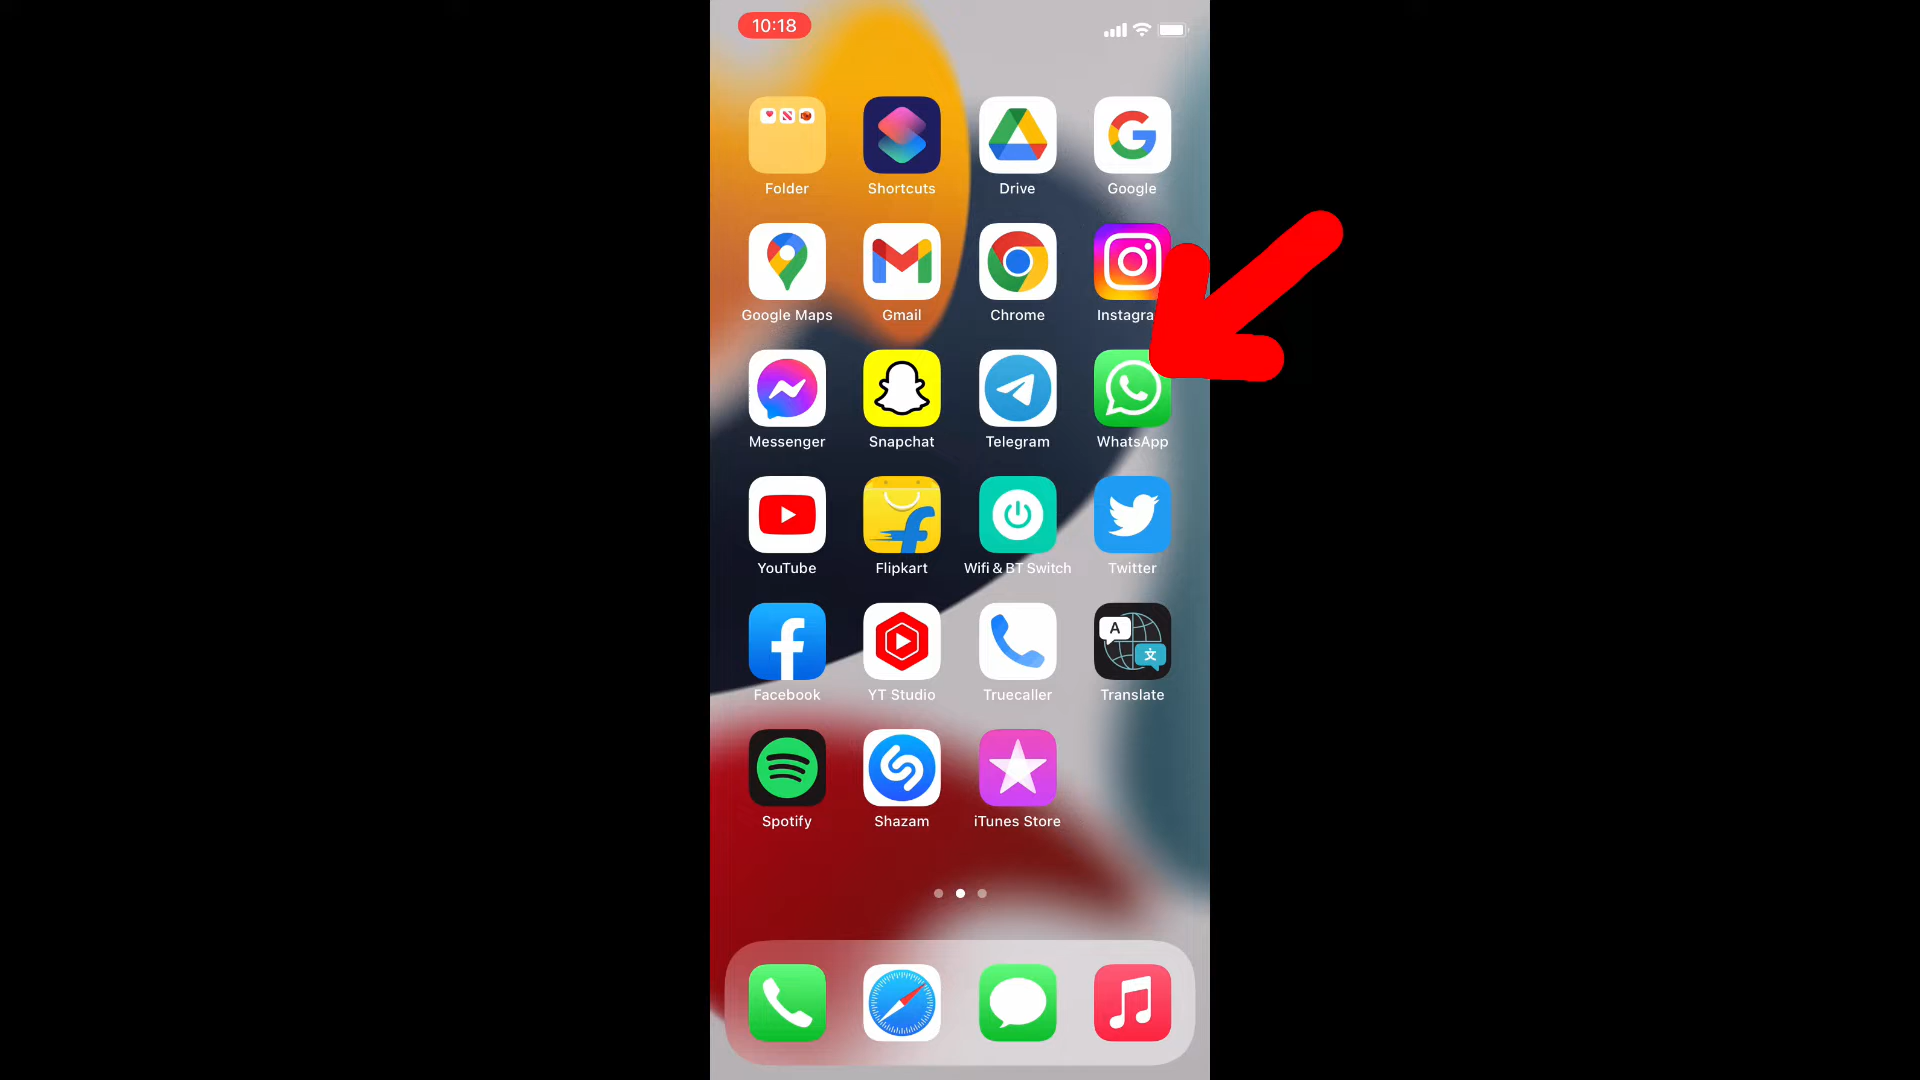 10:18
Folder Shortcuts Drive Google
Google Maps Gmail Chrome Instagra
Messenger Snapchat Telegram WhatsApp
YouTube Flipkart Wifi & BT Switch Twitter
A
文
Facebook YT Studio Truecaller Translate
Spotify Shazam iTunes Store